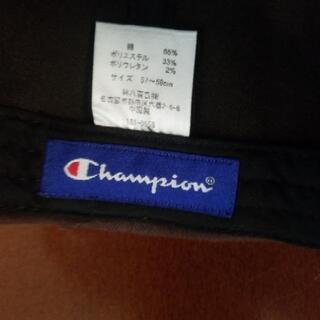 綿 65%
ポリエステル 33%
ポリウレタン 2%
サイズ 57〜59cm
中国製
Champion®